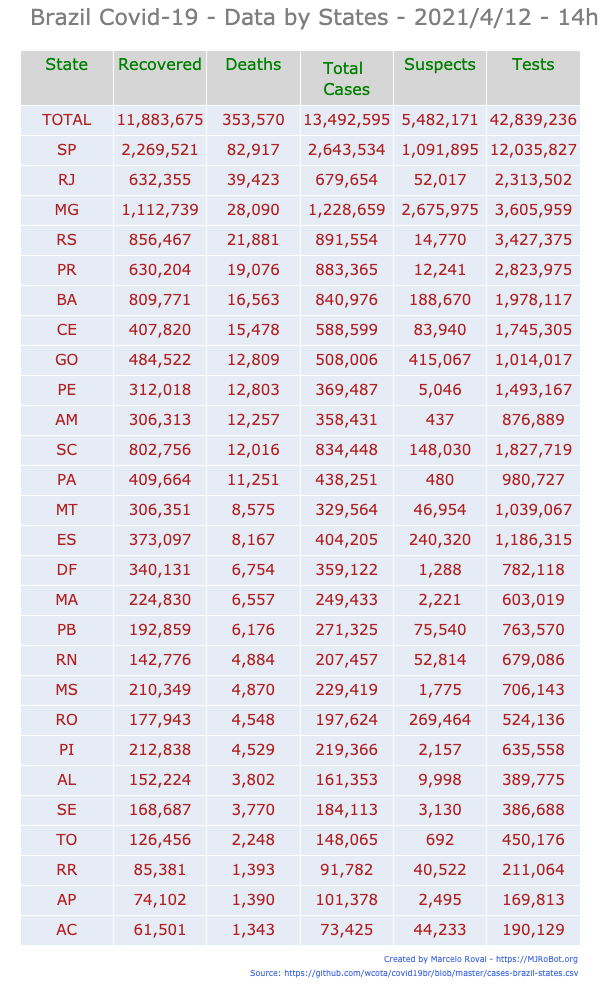 Brazil Covid-19 - Data by States - 2021/4/12 - 14h
State Recovered Deaths Total Cases Suspects Tests
TOTAL 11,883,675 353,570 13,492,595 5,482,171 42,839,236
SP 2,269,521 82,917 2,643,534 1,091,895 12,035,827
RJ 632,355 39,423 679,654 52,017 2,313,502
MG 1,112,739 28,090 1,228,659 2,675,975 3,605,959
RS 856,467 21,881 891,554 14,770 3,427,375
PR 630,204 19,076 883,365 12,241 2,823,975
BA 809,771 16,563 840,976 188,670 1,978,117
CE 407,820 15,478 588,599 83,940 1,745,305
GO 484,522 12,809 508,006 415,067 1,014,017
PE 312,018 12,803 369,487 5,046 1,493,167
AM 306,313 12,257 358,431 437 876,889
SC 802,756 12,016 834,448 148,030 1,827,719
PA 409,664 11,251 438,251 480 980,727
MT 306,351 8,575 329,564 46,954 1,039,067
ES 373,097 8,167 404,205 240,320 1,186,315
DF 340,131 6,754 359,122 1,288 782,118
MA 224,830 6,557 249,433 2,221 603,019
PB 192,859 6,176 271,325 75,540 763,570
RN 142,776 4,884 207,457 52,814 679,086
MS 210,349 4,870 229,419 1,775 706,143
RO 177,943 4,548 197,624 269,464 524,136
PI 212,838 4,529 219,366 2,157 635,558
AL 152,224 3,802 161,353 9,998 389,775
SE 168,687 3,770 184,113 3,130 386,688
TO 126,456 2,248 148,065 692 450,176
RR 85,381 1,393 91,782 40,522 211,064
AP 74,102 1,390 101,378 2,495 169,813
AC 61,501 1,343 73,425 44,233 190,129
Created by Marcelo Rovai - https://MJRoBot.org
Source: https://github.com/wcota/covid19br/blob/master/cases-brazil-states.csv